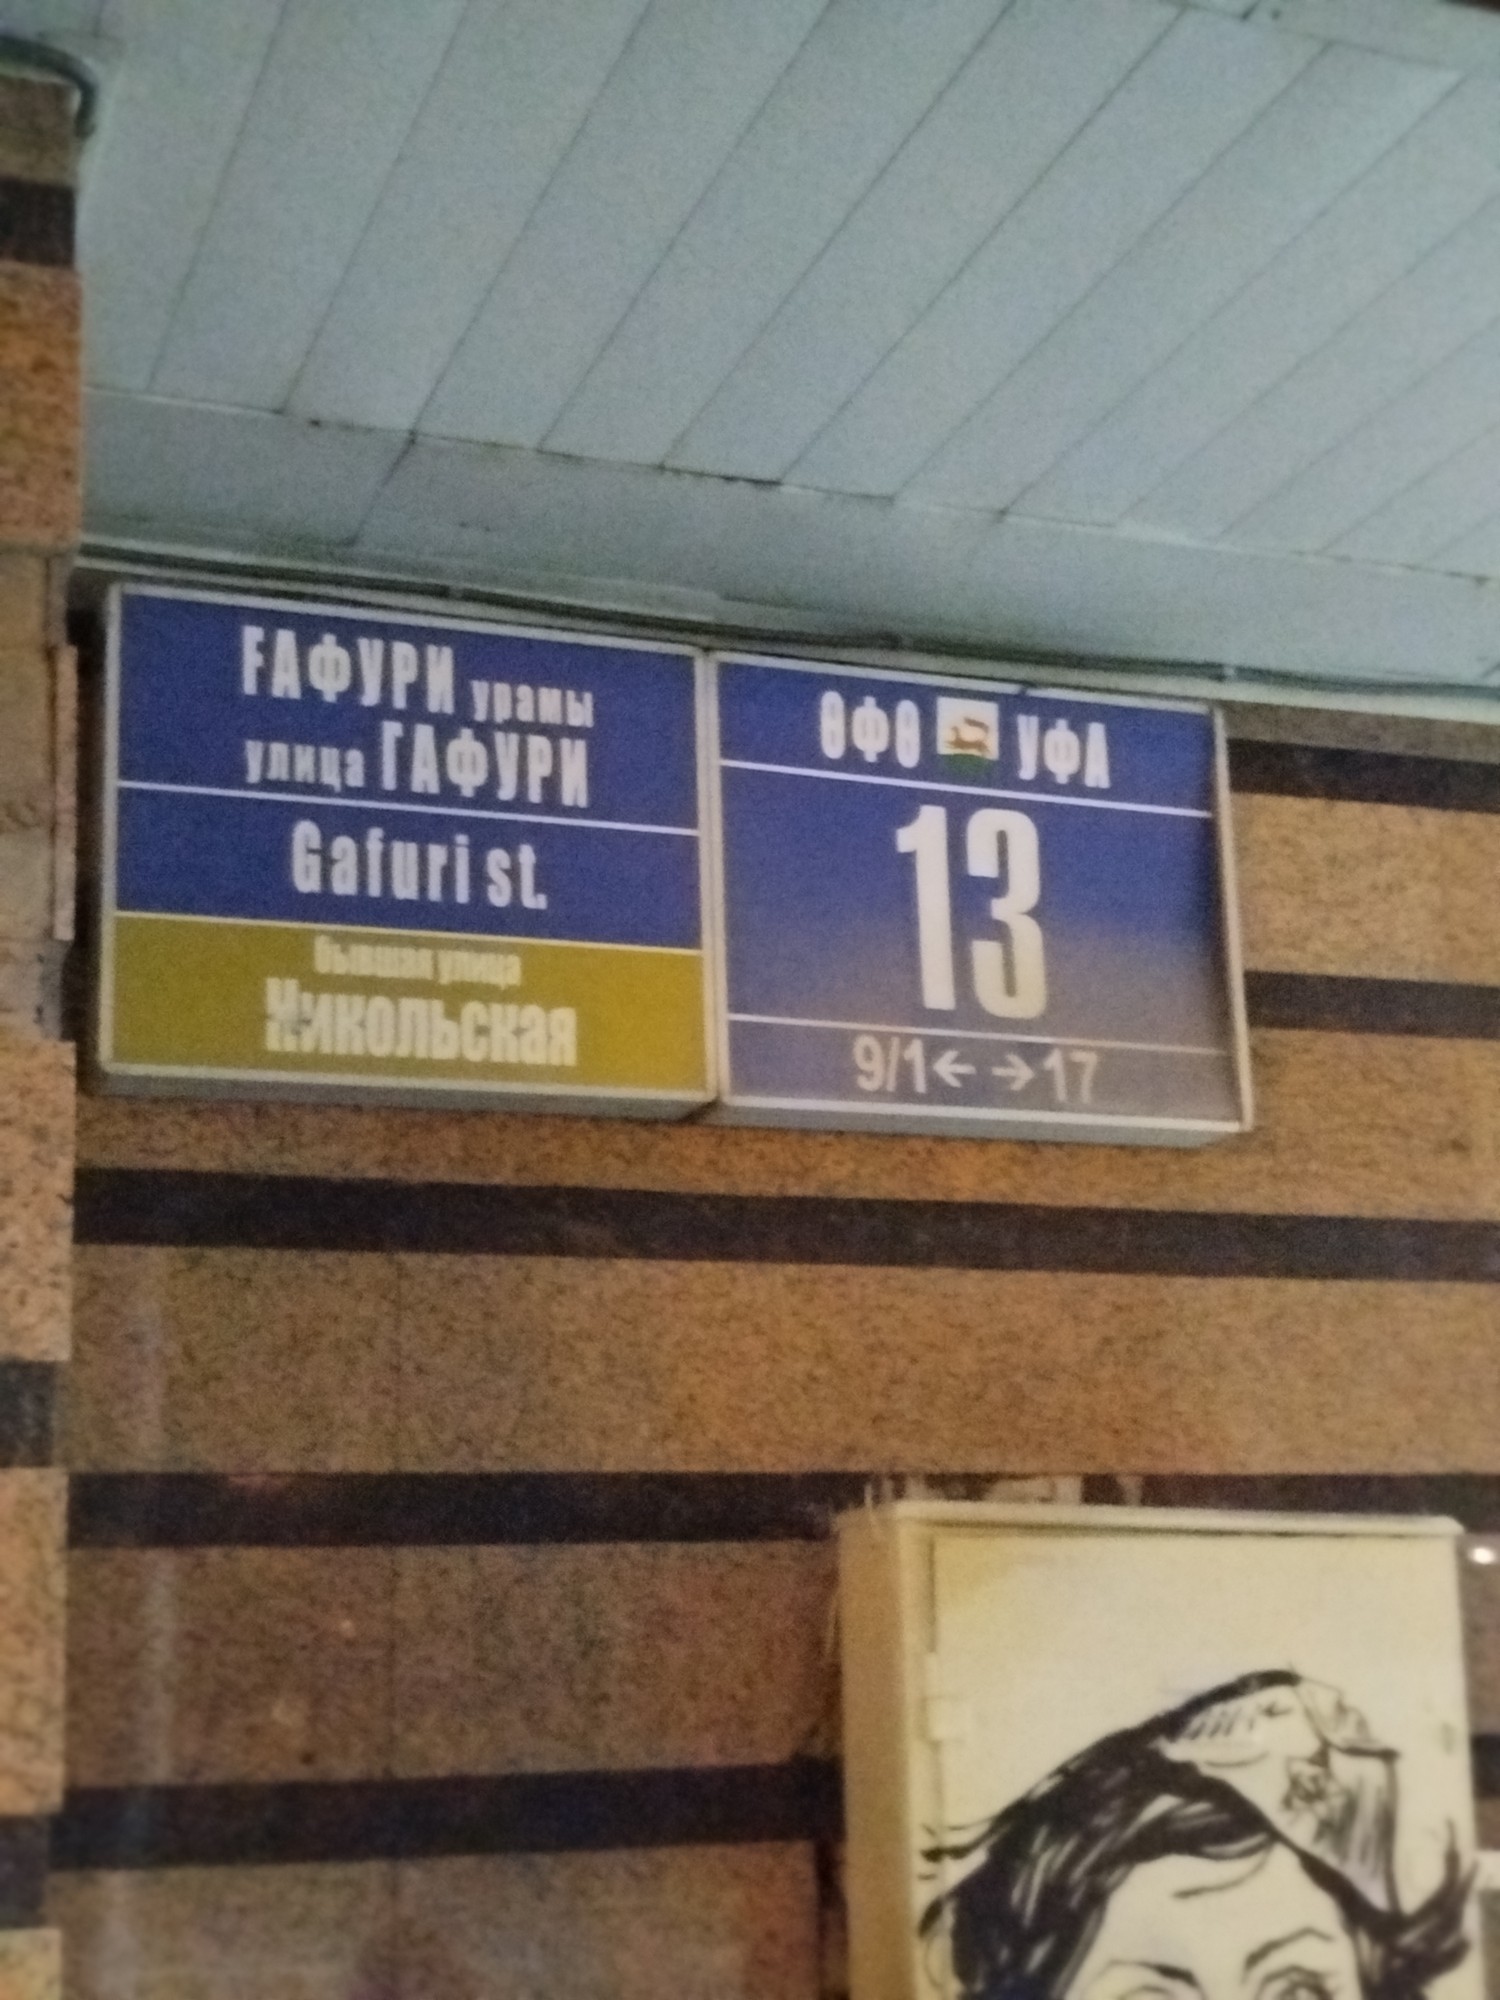 ҒАФУРИ урамы
улица ГАФУРИ
Gafuri st.
бывшая улица
Никольская
ӨФӨ УФА
13
9/1← →17